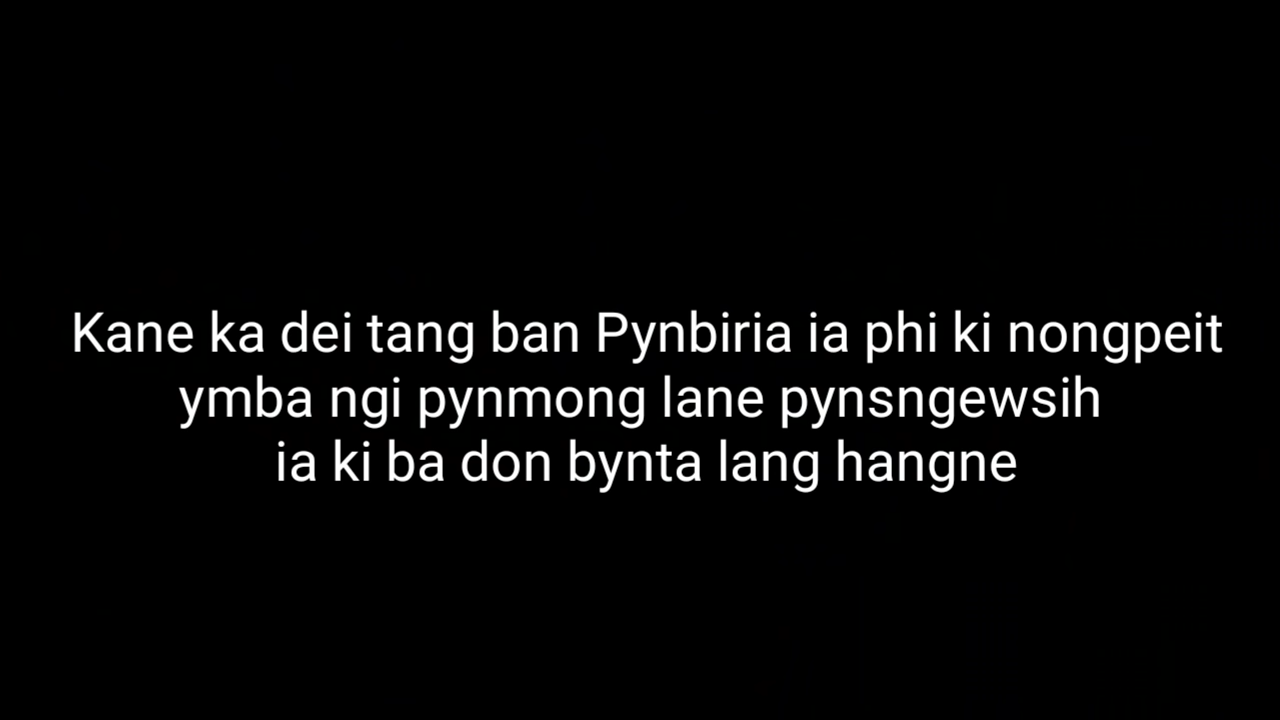 Kane ka dei tang ban Pynbiria ia phi ki nongpeit
ymba ngi pynmong lane pynsngewsih
ia ki ba don bynta lang hangne